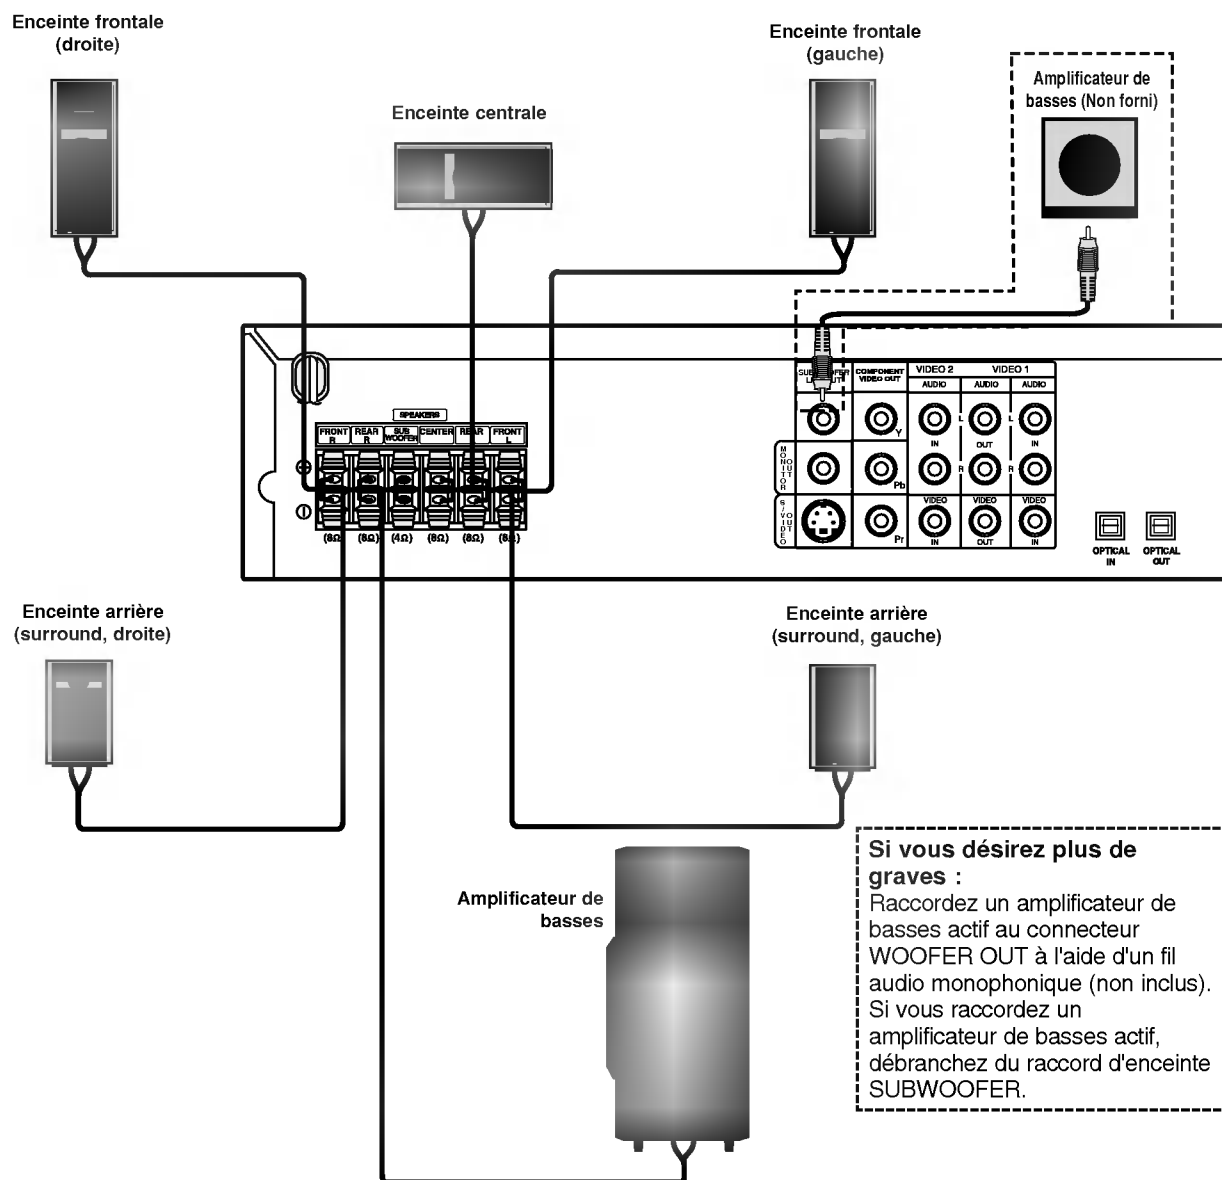 Enceinte frontale
(droite)
Enceinte frontale
(gauche)
Amplificateur de
basses (Non forni)
Enceinte centrale
COMPONENT
VIDEO OUT
VIDEO 2
VIDEO 1
AUDIO
AUDIO
AUDIO
SPEAKERS
FRONT
R
REAR
R
SUB
WOOFER
CENTER
REAR
FRONT
L
Y
L
L
IN
OUT
IN
MONITOR
OUT
Pb
R
R
S/VIDEO
OUT
VIDEO
VIDEO
VIDEO
Pr
IN
OUT
IN
(8Ω)
(8Ω)
(4Ω)
(8Ω)
(8Ω)
(8Ω)
OPTICAL
IN
OPTICAL
OUT
Enceinte arrière
(surround, droite)
Enceinte arrière
(surround, gauche)
Amplificateur de
basses
Si vous désirez plus de
graves :
Raccordez un amplificateur de
basses actif au connecteur
WOOFER OUT à l'aide d'un fil
audio monophonique (non inclus).
Si vous raccordez un
amplificateur de basses actif,
débranchez du raccord d'enceinte
SUBWOOFER.